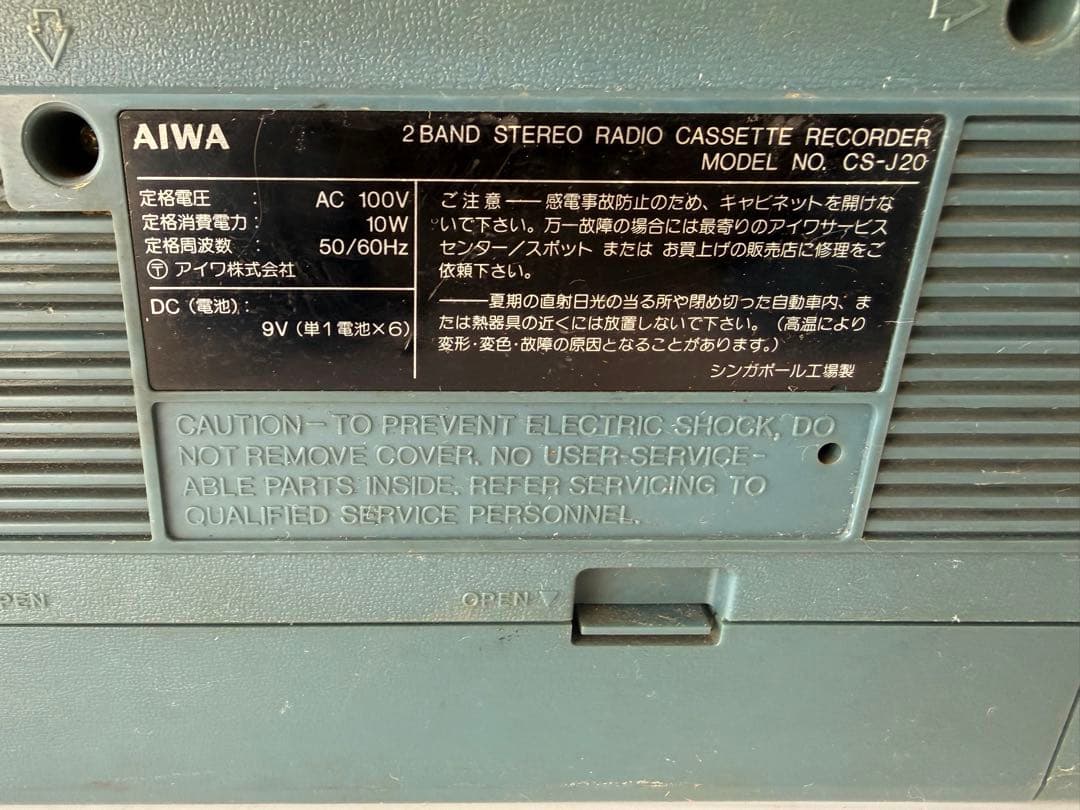 AIWA
2 BAND STEREO RADIO CASSETTE RECORDER
MODEL NO. CS-J20
定格電圧 : AC 100V
定格消費電力 : 10W
定格周波数 : 50/60Hz
〒 アイワ株式会社
DC (電池) :
9V (単1電池×6)
ご注意 ── 感電事故防止のため、キャビネットを開けな
いで下さい。万一故障の場合には最寄りのアイワサービス
センター/スポット または お買上げの販売店に修理をご
依頼下さい。
── 夏期の直射日光の当る所や閉め切った自動車内、ま
たは熱器具の近くには放置しないで下さい。(高温により
変形・変色・故障の原因となることがあります。)
シンガポール工場製
CAUTION — TO PREVENT ELECTRIC SHOCK, DO
NOT REMOVE COVER. NO USER-SERVICE-
ABLE PARTS INSIDE. REFER SERVICING TO
QUALIFIED SERVICE PERSONNEL.
OPEN